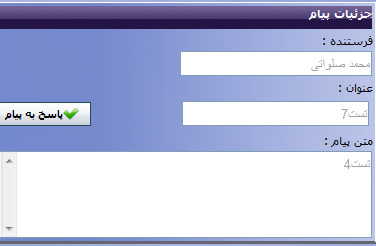 جزئیات پیام
فرستنده :
محمد صلواتی
عنوان :
تست7
پاسخ به پیام
متن پیام :
تست4